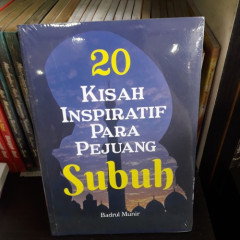 20
KISAH
INSPIRATIF
PARA
PEJUANG
Subuh
Badrul Munir